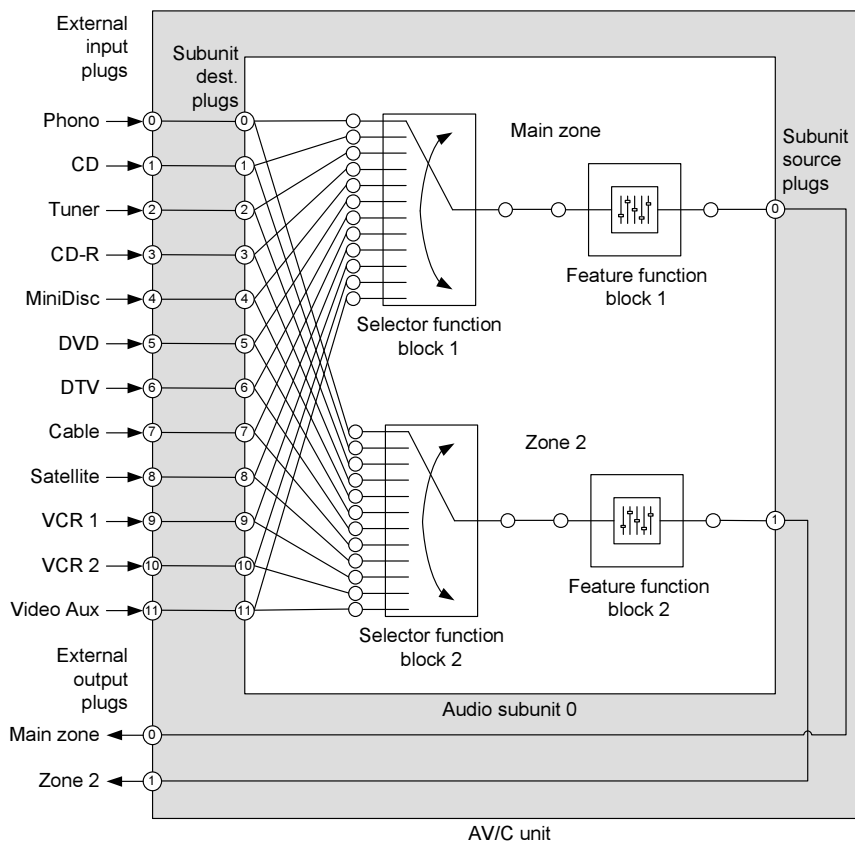 External
input
plugs
Subunit
dest.
plugs
Phono
0
0
CD
1
1
Tuner
2
2
CD-R
3
3
MiniDisc
4
4
DVD
5
5
DTV
6
6
Cable
7
7
Satellite
8
8
VCR 1
9
9
VCR 2
10
10
Video Aux
11
11
Main zone
Selector function
block 1
Feature function
block 1
Subunit
source
plugs
0
Zone 2
Selector function
block 2
Feature function
block 2
1
External
output
plugs
Audio subunit 0
Main zone
0
Zone 2
1
AV/C unit